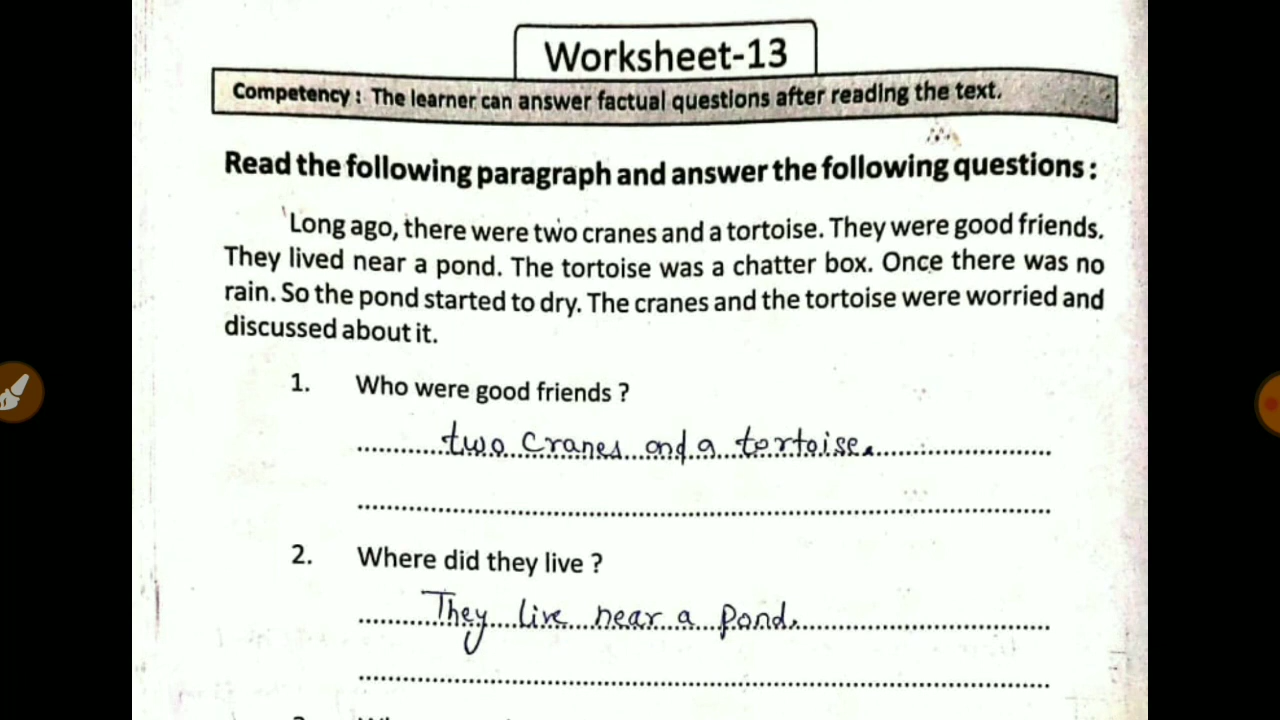 Worksheet-13
Competency : The learner can answer factual questions after reading the text.
Read the following paragraph and answer the following questions :
Long ago, there were two cranes and a tortoise. They were good friends.
They lived near a pond. The tortoise was a chatter box. Once there was no
rain. So the pond started to dry. The cranes and the tortoise were worried and
discussed about it.
1. Who were good friends ?
two cranes and a tortoise.
2. Where did they live ?
They live near a pond.